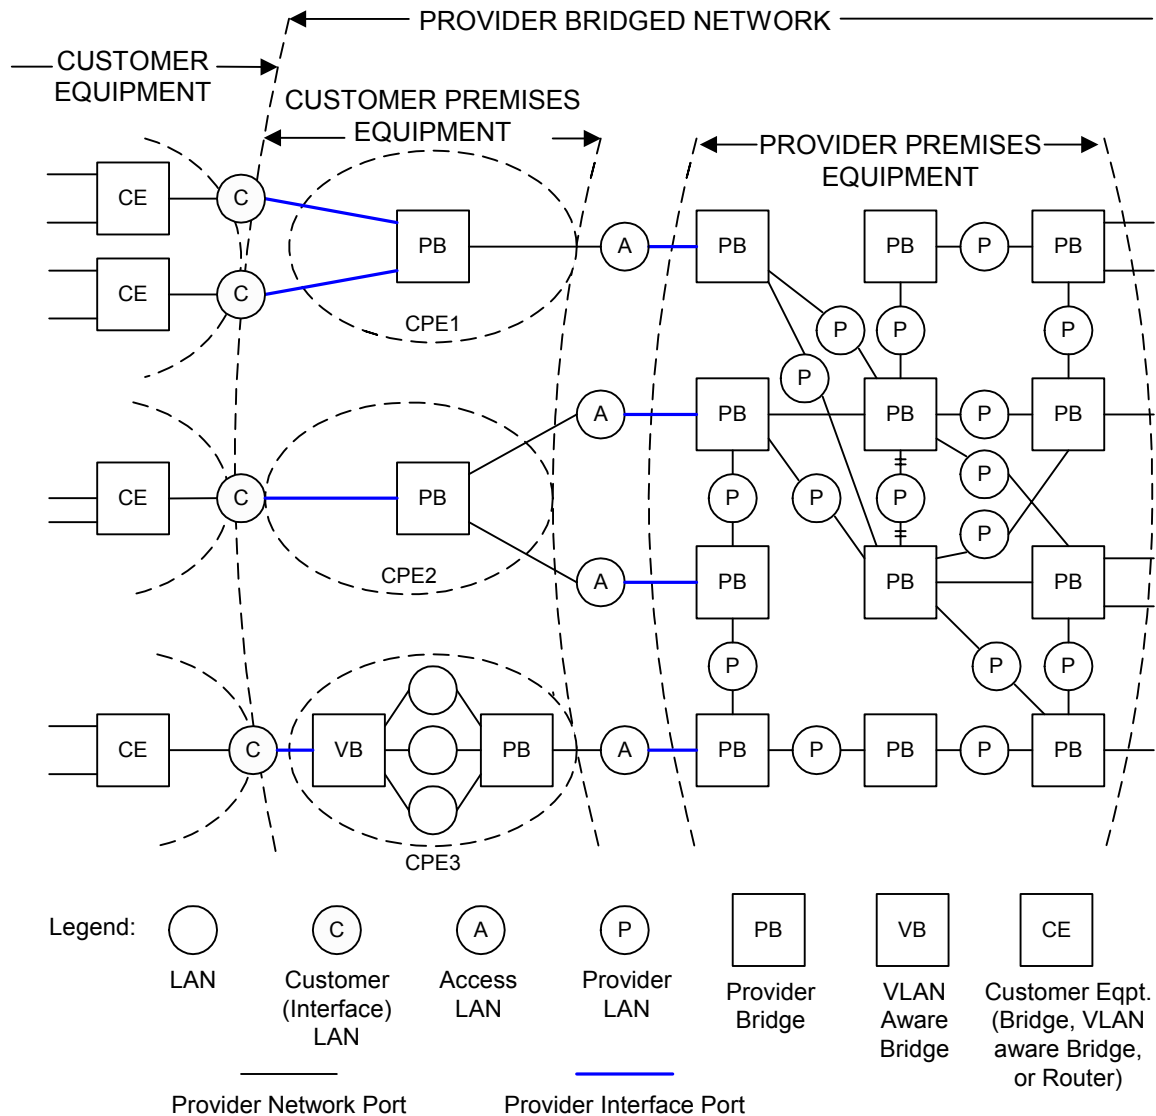 PROVIDER BRIDGED NETWORK
CUSTOMER
EQUIPMENT
CUSTOMER PREMISES
EQUIPMENT
PROVIDER PREMISES
EQUIPMENT
CE
C
CE
C
PB
CPE1
A
PB
PB
P
PB
P
P
P
P
CE
C
PB
CPE2
A
A
PB
PB
P
PB
P
P
P
P
P
PB
PB
PB
P
P
P
CE
C
VB
PB
CPE3
A
PB
P
PB
P
PB
Legend:
LAN
C
Customer
(Interface)
LAN
A
Access
LAN
P
Provider
LAN
PB
Provider
Bridge
VB
VLAN
Aware
Bridge
CE
Customer Eqpt.
(Bridge, VLAN
aware Bridge,
or Router)
Provider Network Port
Provider Interface Port